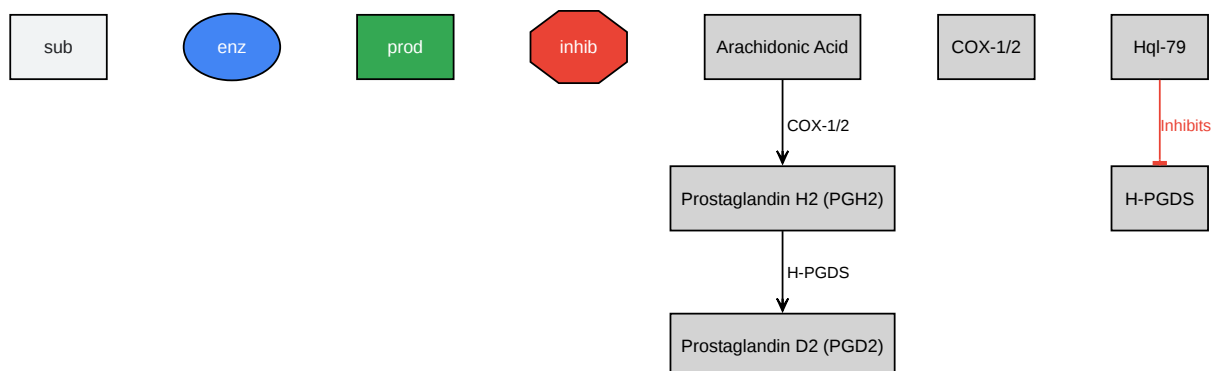 sub
enz
prod
inhib
Arachidonic Acid
COX-1/2
Hql-79
COX-1/2
Inhibits
Prostaglandin H2 (PGH2)
H-PGDS
H-PGDS
Prostaglandin D2 (PGD2)